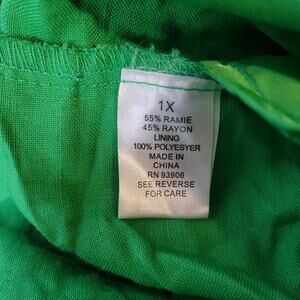 1X
55% RAMIE
45% RAYON
LINING
100% POLYESYER
MADE IN
CHINA
RN 93906
SEE REVERSE
FOR CARE